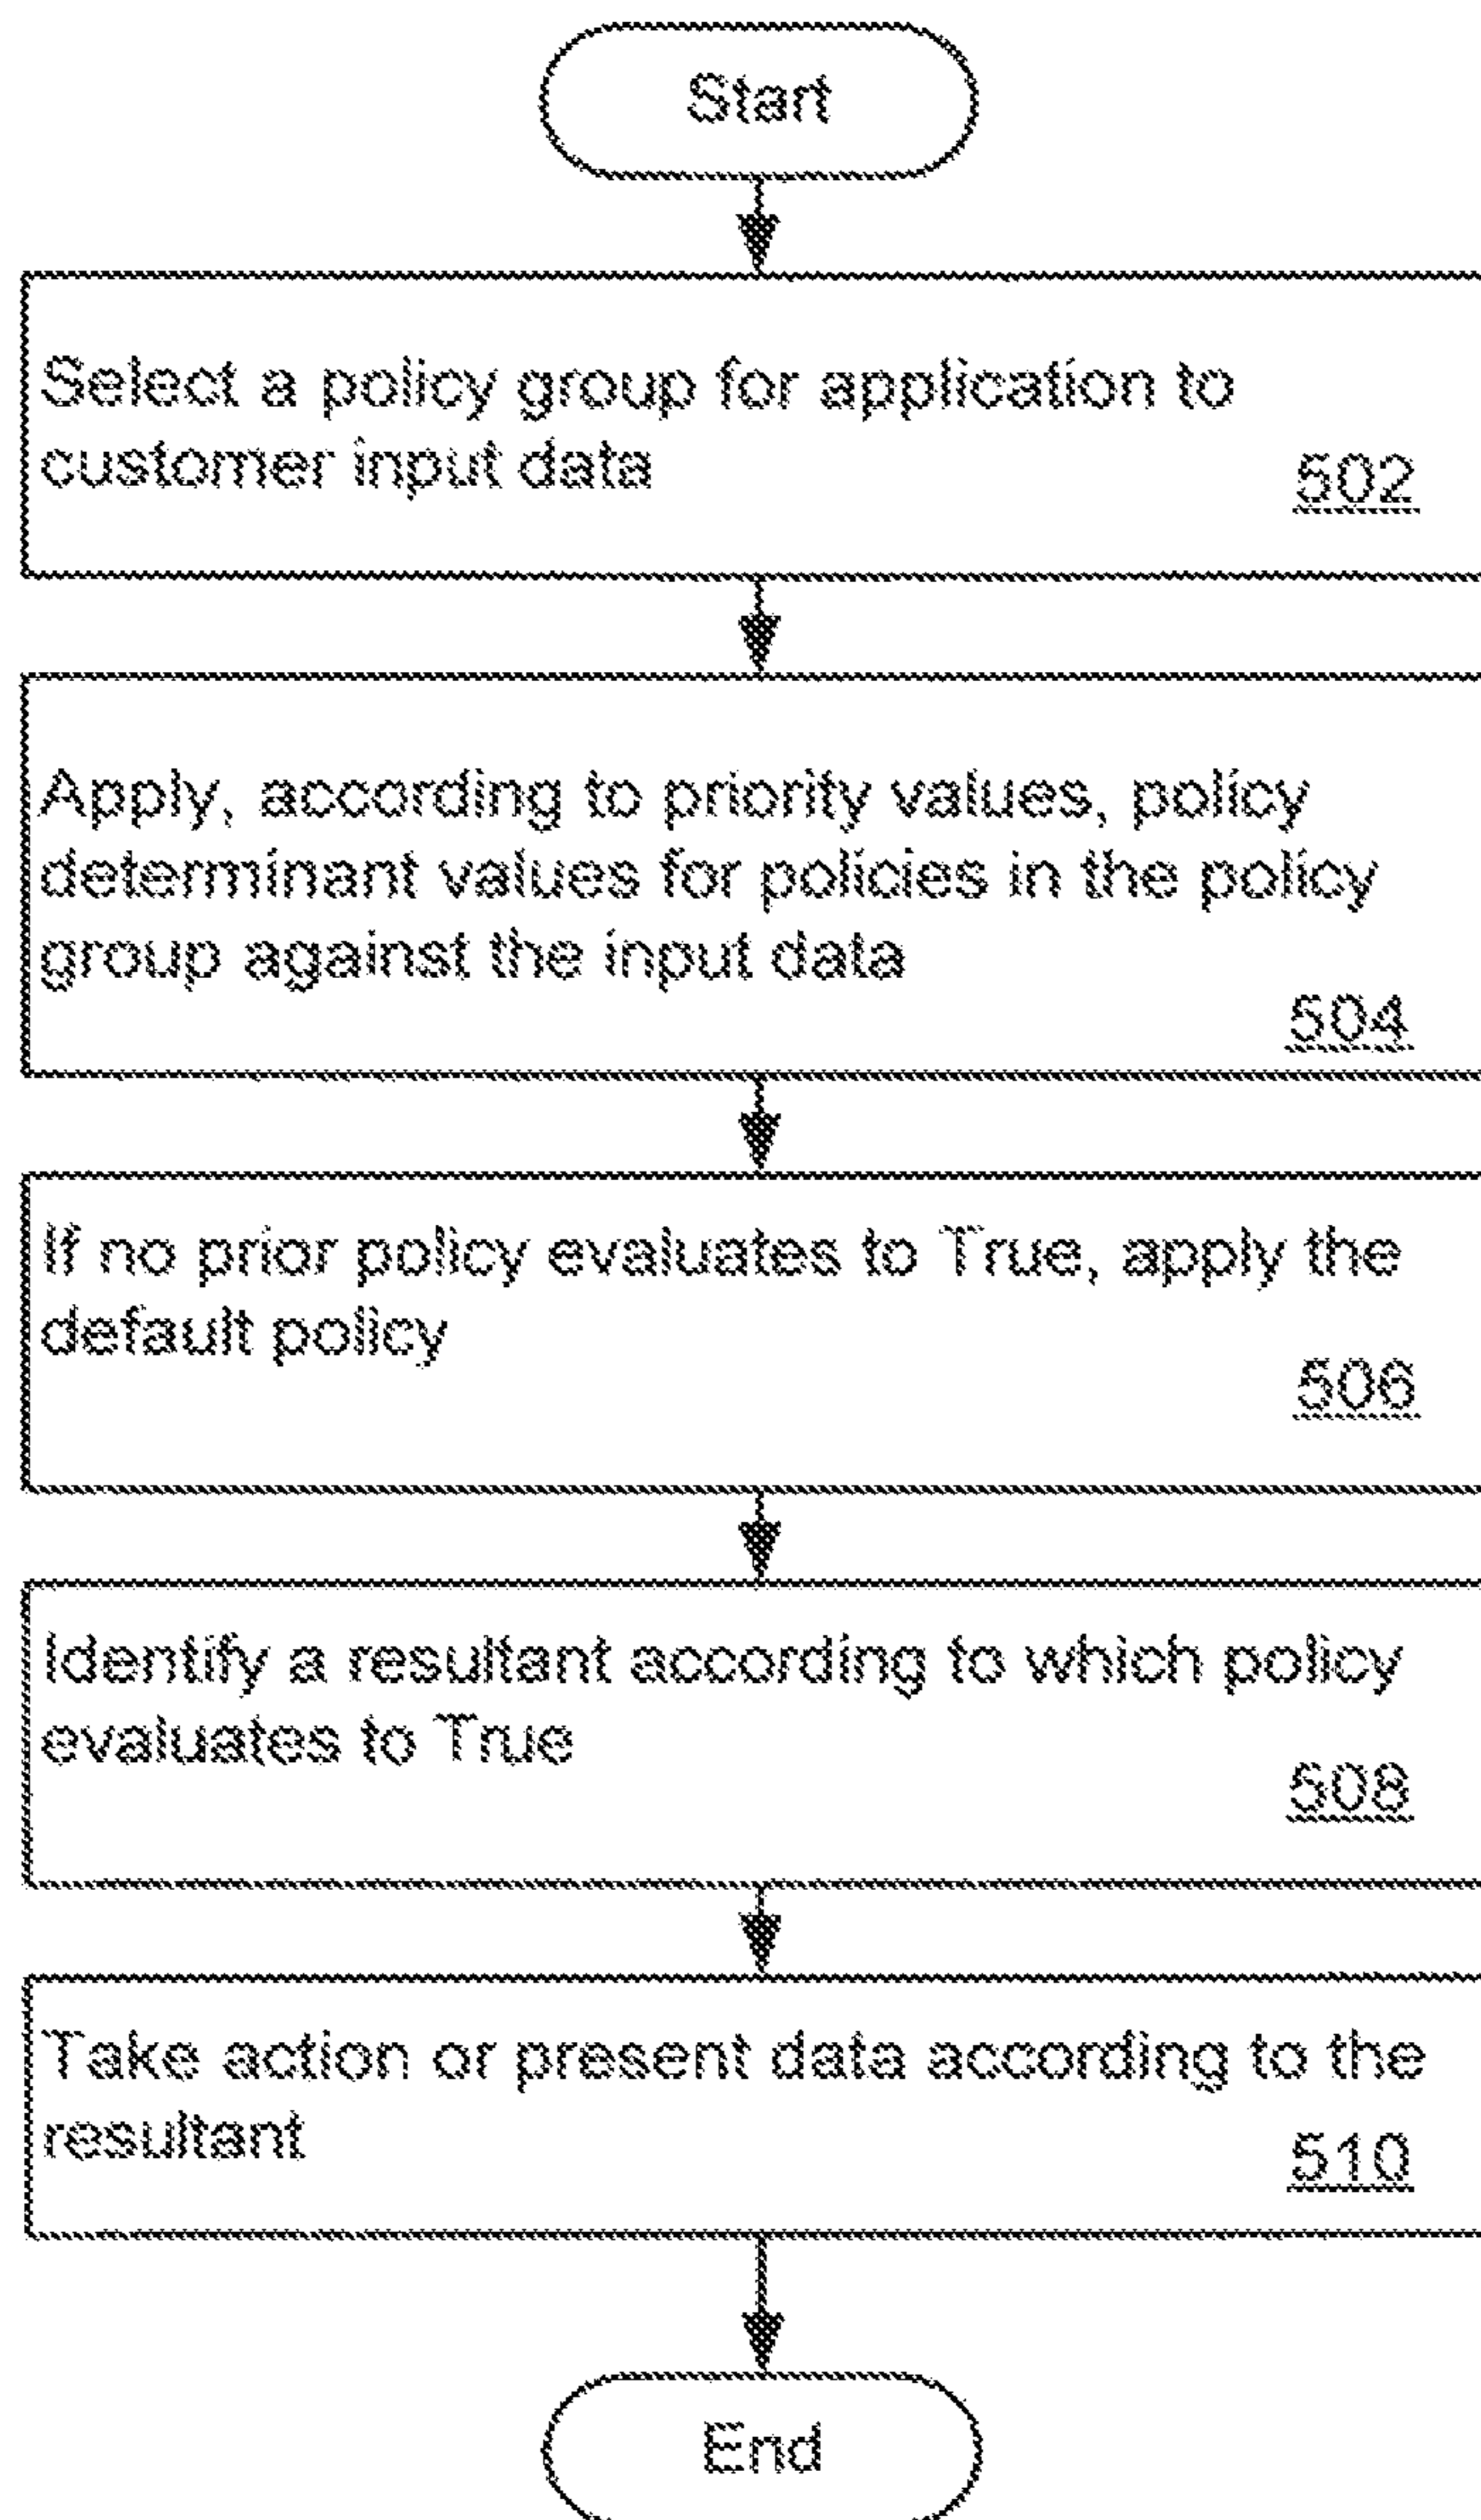 Start
Select a policy group for application to
customer input data
502
Apply, according to priority values, policy
determinant values for policies in the policy
group against the input data
504
If no prior policy evaluates to True, apply the
default policy
506
Identify a resultant according to which policy
evaluates to True
508
Take action or present data according to the
resultant
510
End